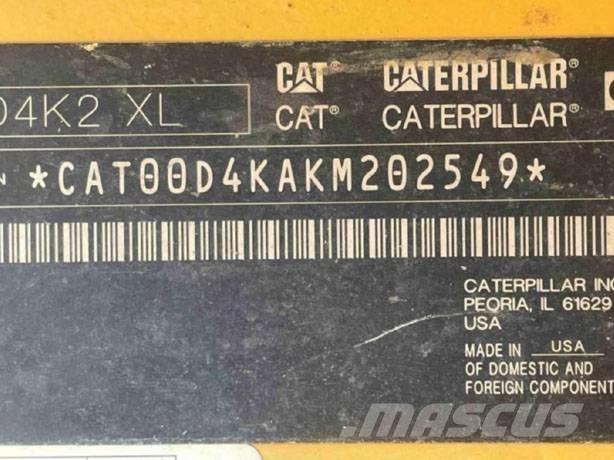 CAT® CATERPILLAR®
D4K2 XL CAT® CATERPILLAR®
*CAT00D4KAKM202549*
CATERPILLAR INC
PEORIA, IL 61629
USA
MADE IN USA
OF DOMESTIC AND
FOREIGN COMPONENT
MASCUS